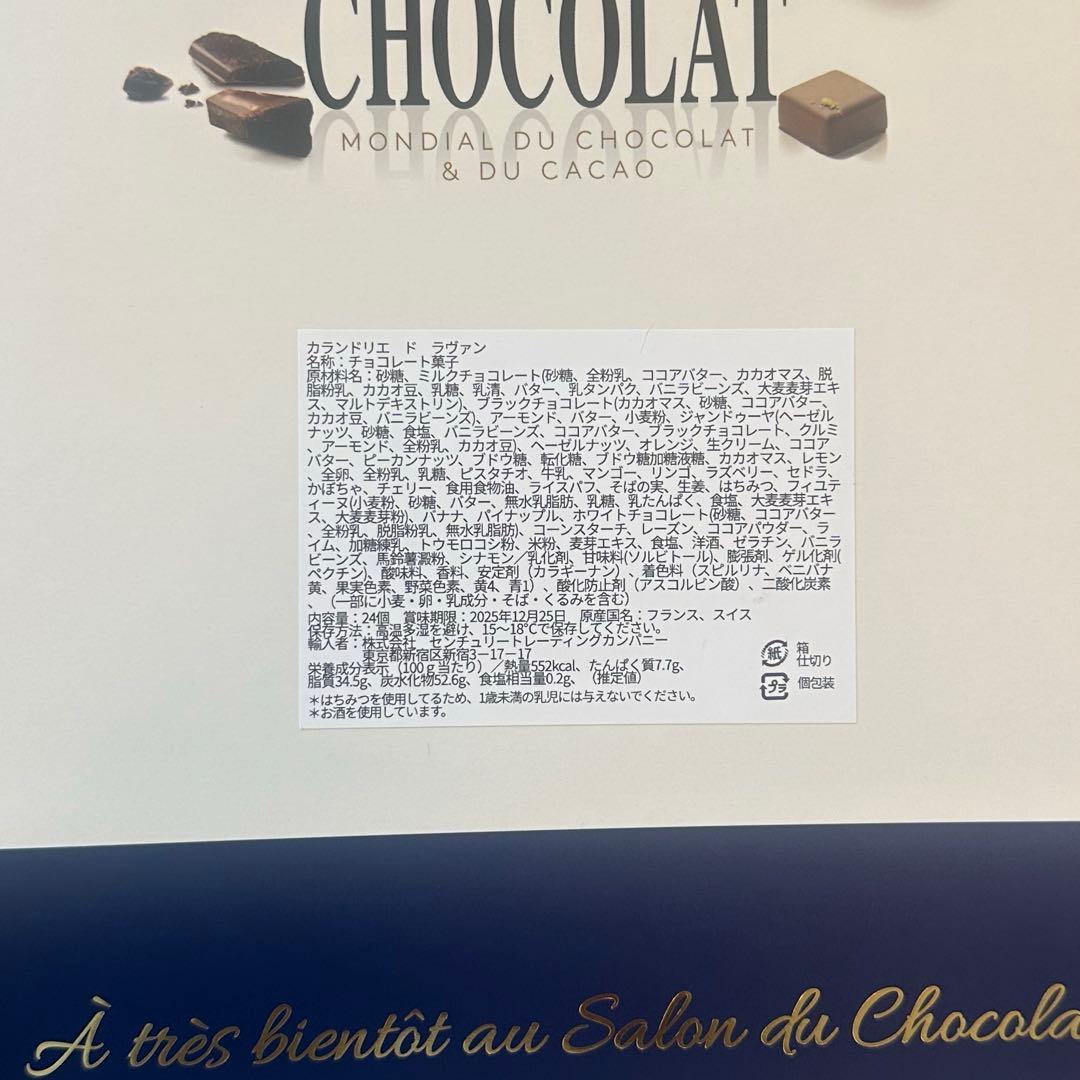 CHOCOLAT
MONDIAL DU CHOCOLAT
& DU CACAO
カランドリエ　ド　ラヴァン
名称：チョコレート菓子
原材料名：砂糖、ミルクチョコレート(砂糖、全粉乳、ココアバター、カカオマス、脱
脂粉乳、カカオ豆、乳糖、乳清、バター、乳タンパク、バニラビーンズ、大麦麦芽エキ
ス、マルトデキストリン)、ブラックチョコレート(カカオマス、砂糖、ココアバター、
カカオ豆、バニラビーンズ)、アーモンド、バター、小麦粉、ジャンドゥーヤ(ヘーゼル
ナッツ、砂糖、食塩、バニラビーンズ、ココアバター、ブラックチョコレート、クルミ
、アーモンド、全粉乳、カカオ豆)、ヘーゼルナッツ、オレンジ、生クリーム、ココア
バター、ピーカンナッツ、ブドウ糖、転化糖、ブドウ糖加糖液糖、カカオマス、レモン
、全卵、全粉乳、乳糖、ピスタチオ、牛乳、マンゴー、リンゴ、ラズベリー、セドラ、
かぼちゃ、チェリー、食用食物油、ライスパフ、そばの実、生姜、はちみつ、フィユテ
ィーヌ(小麦粉、砂糖、バター、無水乳脂肪、乳糖、乳たんぱく、食塩、大麦麦芽エキ
ス、大麦麦芽粉)、バナナ、パイナップル、ホワイトチョコレート(砂糖、ココアバター
、全粉乳、脱脂粉乳、無水乳脂肪)、コーンスターチ、レーズン、ココアパウダー、ラ
イム、加糖練乳、トウモロコシ粉、米粉、麦芽エキス、食塩、洋酒、ゼラチン、バニラ
ビーンズ、馬鈴薯澱粉、シナモン／乳化剤、甘味料(ソルビトール)、膨張剤、ゲル化剤(
ペクチン)、酸味料、香料、安定剤（カラギーナン）、着色料（スピルリナ、ベニバナ
黄、果実色素、野菜色素、黄4、青1）、酸化防止剤（アスコルビン酸）、二酸化炭素
、（一部に小麦・卵・乳成分・そば・くるみを含む）
内容量：24個　賞味期限：2025年12月25日　原産国名：フランス、スイス
保存方法：高温多湿を避け、15～18℃で保存してください。
輸入者：株式会社　センチュリートレーディングカンパニー
東京都新宿区新宿3－17－17
栄養成分表示（100ｇ当たり）／熱量552kcal、たんぱく質7.7g、
脂質34.5g、炭水化物52.6g、食塩相当量0.2g、（推定値）
＊はちみつを使用してるため、1歳未満の乳児には与えないでください。
＊お酒を使用しています。
紙 箱
仕切り
プラ 個包装
À très bientôt au Salon du Chocola